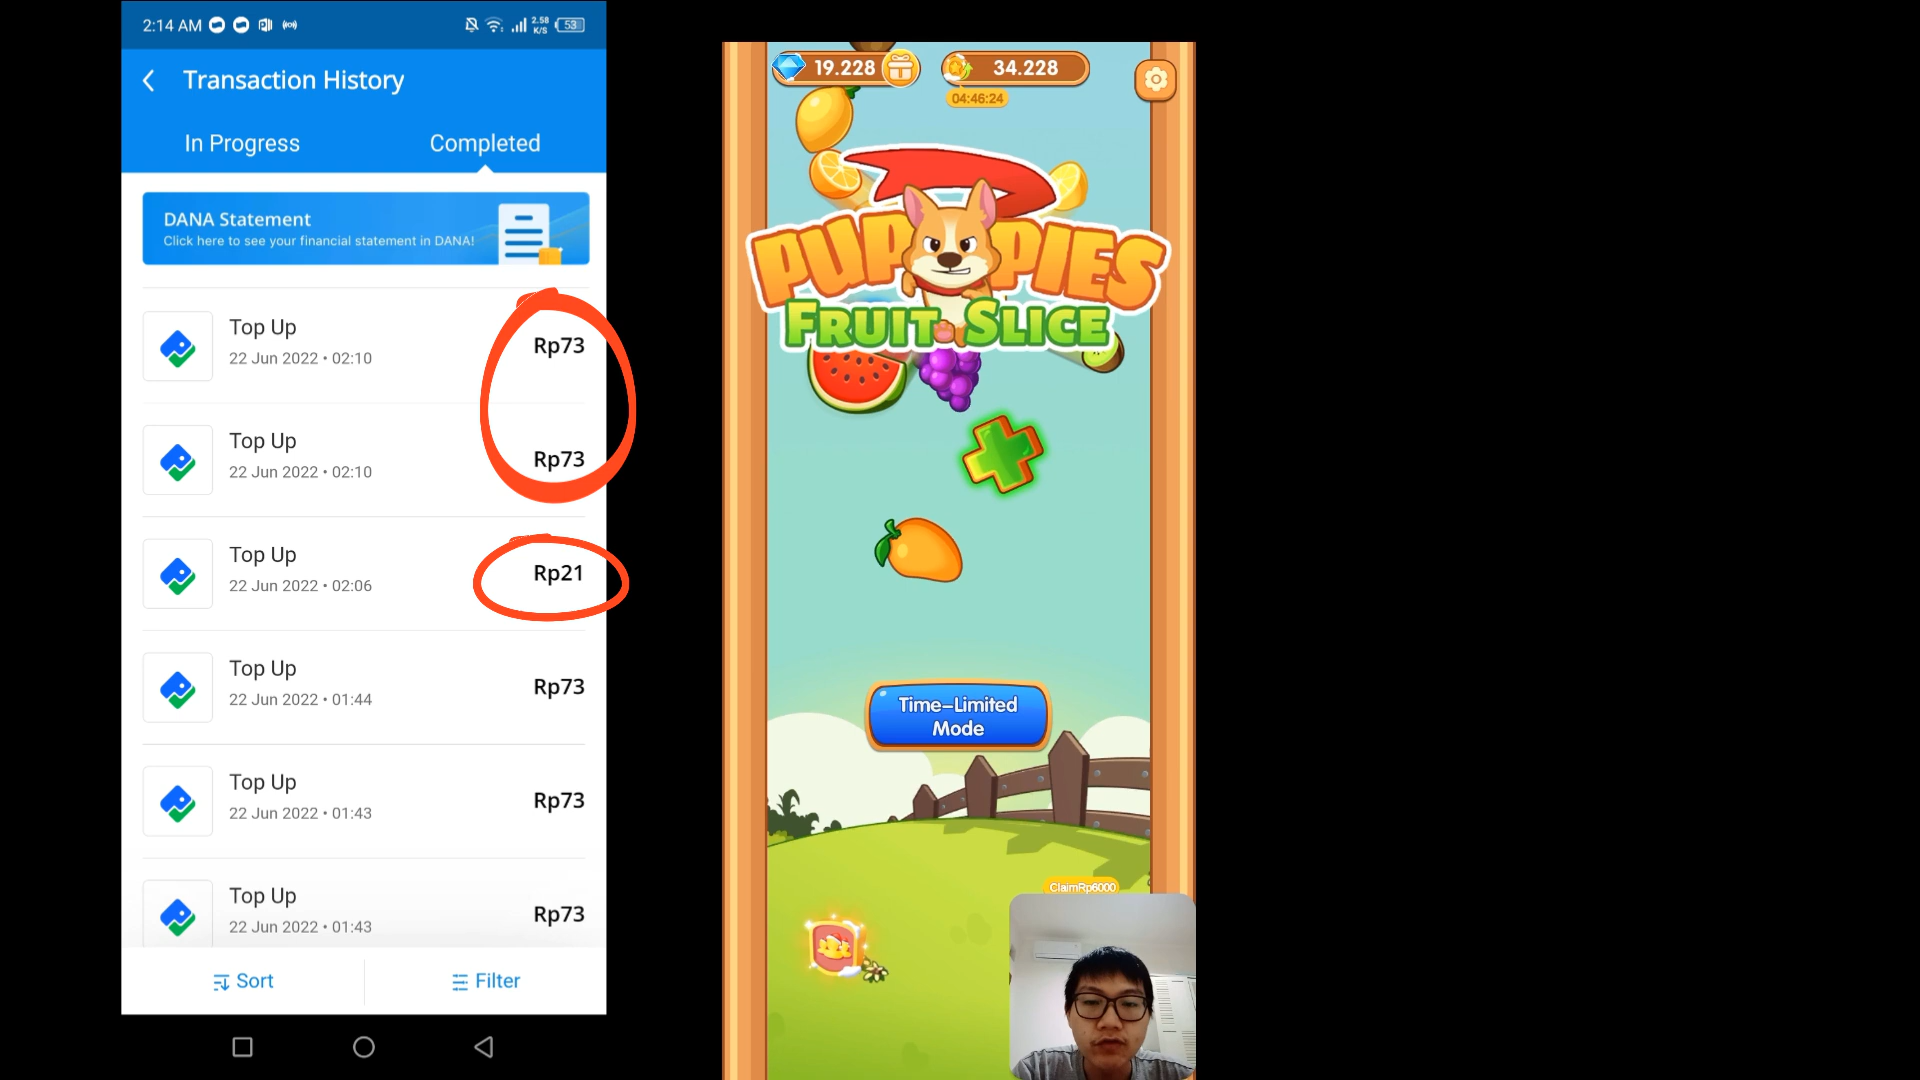 2:14 AM
2.58
K/S
53
Transaction History
In Progress
Completed
DANA Statement
Click here to see your financial statement in DANA!
Top Up
22 Jun 2022 • 02:10
Rp73
Top Up
22 Jun 2022 • 02:10
Rp73
Top Up
22 Jun 2022 • 02:06
Rp21
Top Up
22 Jun 2022 • 01:44
Rp73
Top Up
22 Jun 2022 • 01:43
Rp73
Top Up
22 Jun 2022 • 01:43
Rp73
Sort
Filter
19.228
34.228
04:46:24
PUPPIES
FRUIT SLICE
Time-Limited
Mode
ClaimRp6000